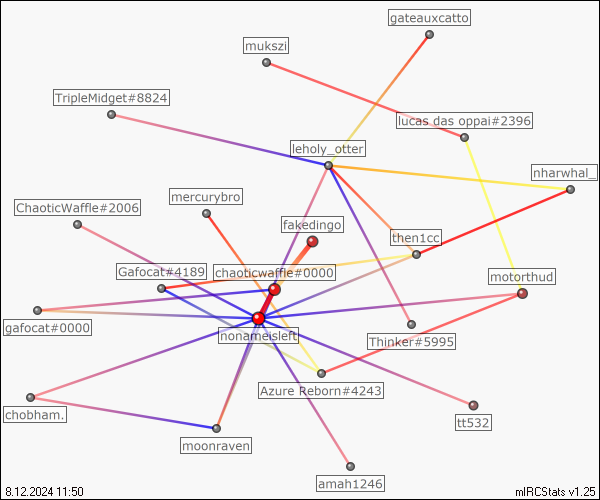 gateauxcatto
mukszi
TripleMidget#8824
lucas das oppai#2396
leholy_otter
nharwhal_
mercurybro
ChaoticWaffle#2006
fakedingo
then1cc
Gafocat#4189
chaoticwaffle#0000
motorthud
gafocat#0000
nonameisleft
Thinker#5995
Azure Reborn#4243
chobham.
tt532
moonraven
amah1246
8.12.2024 11:50
mIRCStats v1.25